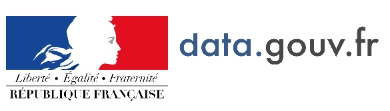 data.gouv.fr
Liberté • Égalité • Fraternité
RÉPUBLIQUE FRANÇAISE